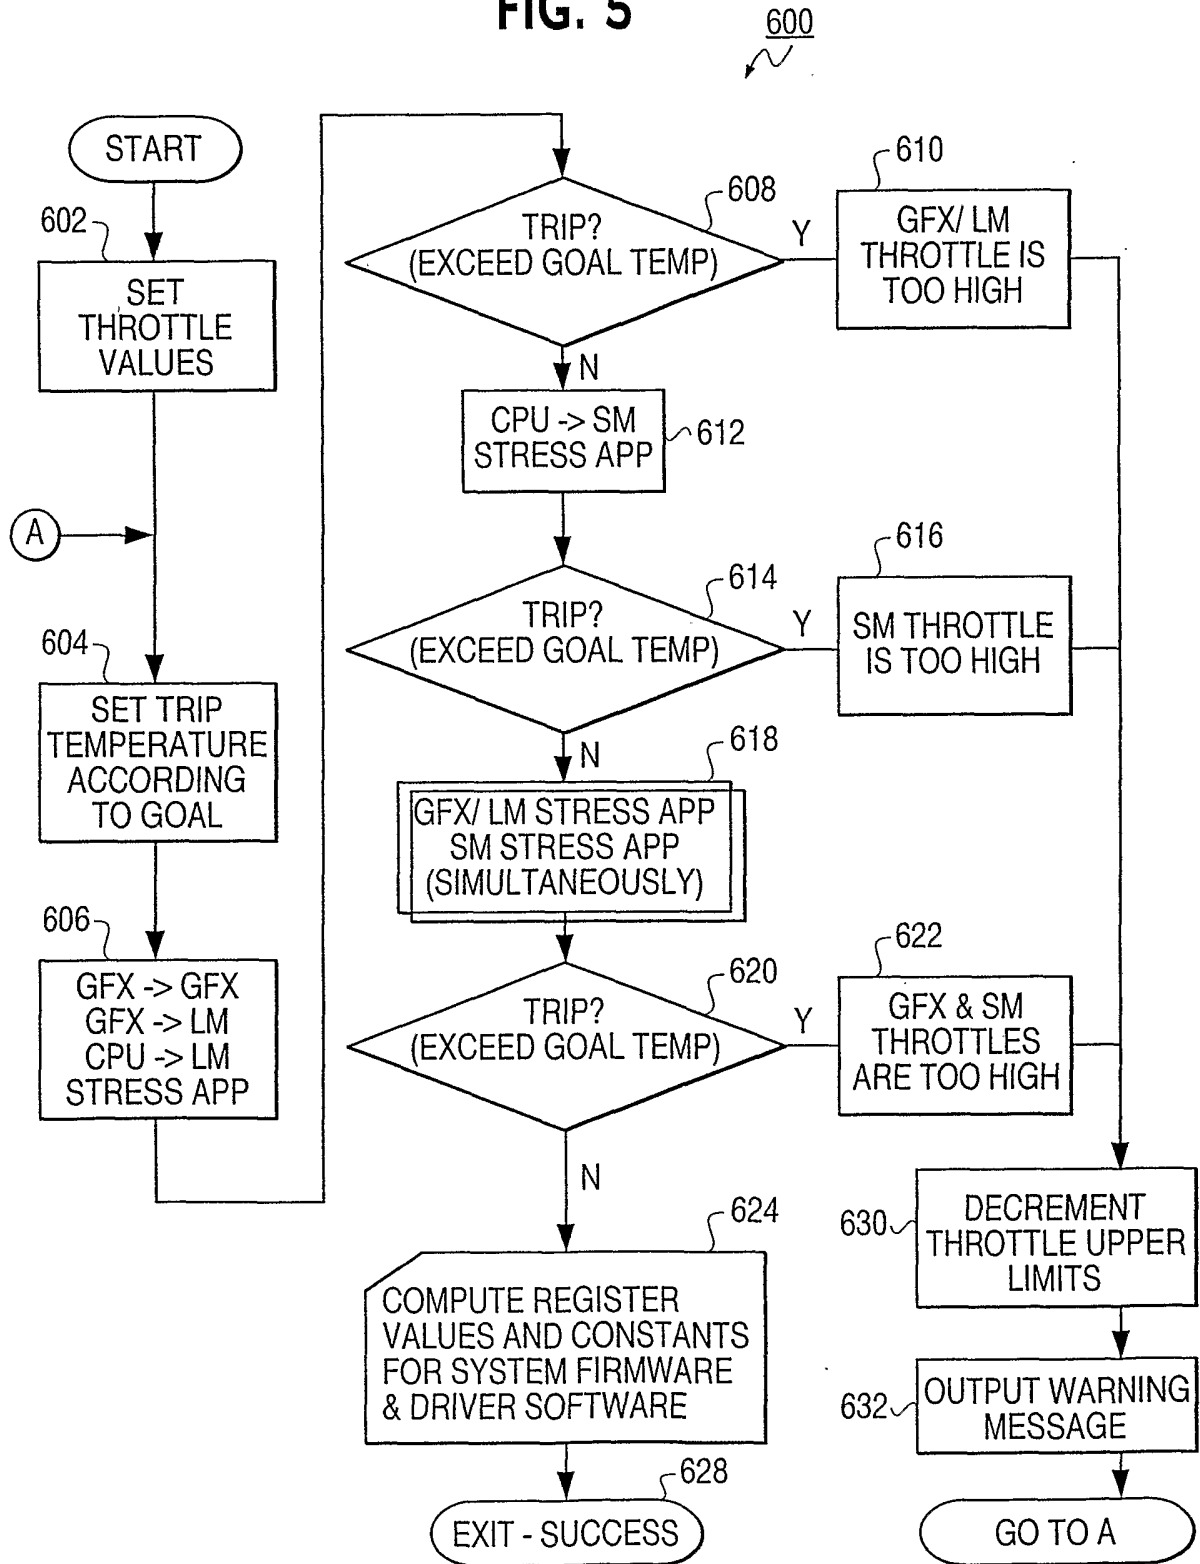 FIG. 5
600
START
602
SET
THROTTLE
VALUES
A
604
SET TRIP
TEMPERATURE
ACCORDING
TO GOAL
606
GFX -> GFX
GFX -> LM
CPU -> LM
STRESS APP
608
TRIP?
(EXCEED GOAL TEMP)
Y
610
GFX/ LM
THROTTLE IS
TOO HIGH
N
CPU -> SM
STRESS APP
612
614
TRIP?
(EXCEED GOAL TEMP)
Y
616
SM THROTTLE
IS TOO HIGH
N
618
GFX/ LM STRESS APP
SM STRESS APP
(SIMULTANEOUSLY)
620
TRIP?
(EXCEED GOAL TEMP)
Y
622
GFX & SM
THROTTLES
ARE TOO HIGH
N
624
COMPUTE REGISTER
VALUES AND CONSTANTS
FOR SYSTEM FIRMWARE
& DRIVER SOFTWARE
628
EXIT - SUCCESS
630
DECREMENT
THROTTLE UPPER
LIMITS
632
OUTPUT WARNING
MESSAGE
GO TO A